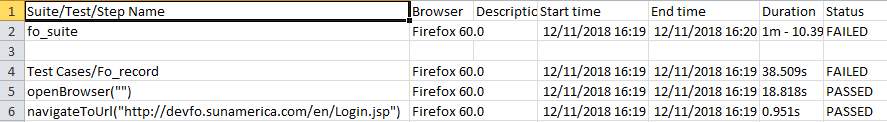 1 Suite/Test/Step Name Browser Descriptio Start time End time Duration Status
2 fo_suite Firefox 60.0 12/11/2018 16:19 12/11/2018 16:20 1m - 10.39 FAILED
3
4 Test Cases/Fo_record Firefox 60.0 12/11/2018 16:19 12/11/2018 16:19 38.509s FAILED
5 openBrowser("") Firefox 60.0 12/11/2018 16:19 12/11/2018 16:19 18.818s PASSED
6 navigateToUrl("http://devfo.sunamerica.com/en/Login.jsp") Firefox 60.0 12/11/2018 16:19 12/11/2018 16:19 0.951s PASSED